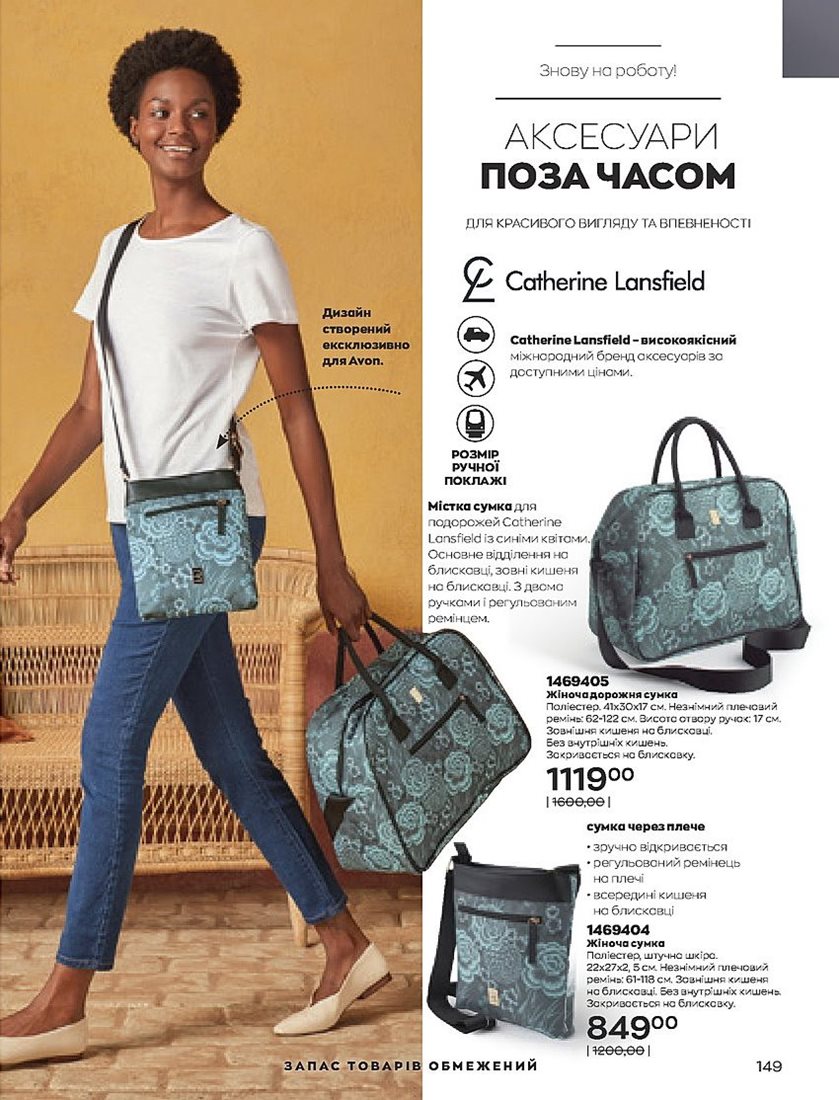 Знову на роботу!
АКСЕСУАРИ
ПОЗА ЧАСОМ
ДЛЯ КРАСИВОГО ВИГЛЯДУ ТА ВПЕВНЕНОСТІ
Catherine Lansfield
Catherine Lansfield – високоякісний
міжнародний бренд аксесуарів за
доступними цінами.
Дизайн
створений
ексклюзивно
для Avon.
РОЗМІР
РУЧНОЇ
ПОКЛАЖІ
Містка сумка для
подорожей Catherine
Lansfield із синіми квітами.
Основне відділення на
блискавці, зовні кишеня
на блискавці. З двома
ручками і регульованим
ремінцем.
1469405
Жіноча дорожня сумка
Поліестер. 41х30х17 см. Незнімний плечовий
ремінь: 62-122 см. Висота отвору ручок: 17 см.
Зовнішня кишеня на блискавці.
Без внутрішніх кишень.
Закривається на блискавку.
1119⁰⁰
| 1600,00 |
сумка через плече
• зручно відкривається
• регульований ремінець
на плечі
• всередині кишеня
на блискавці
1469404
Жіноча сумка
Поліестер, штучна шкіра.
22х27х2, 5 см. Незнімний плечовий
ремінь: 61-118 см. Зовнішня кишеня
на блискавці. Без внутрішніх кишень.
Закривається на блискавку.
849⁰⁰
| 1200,00 |
ЗАПАС ТОВАРІВ ОБМЕЖЕНИЙ
149